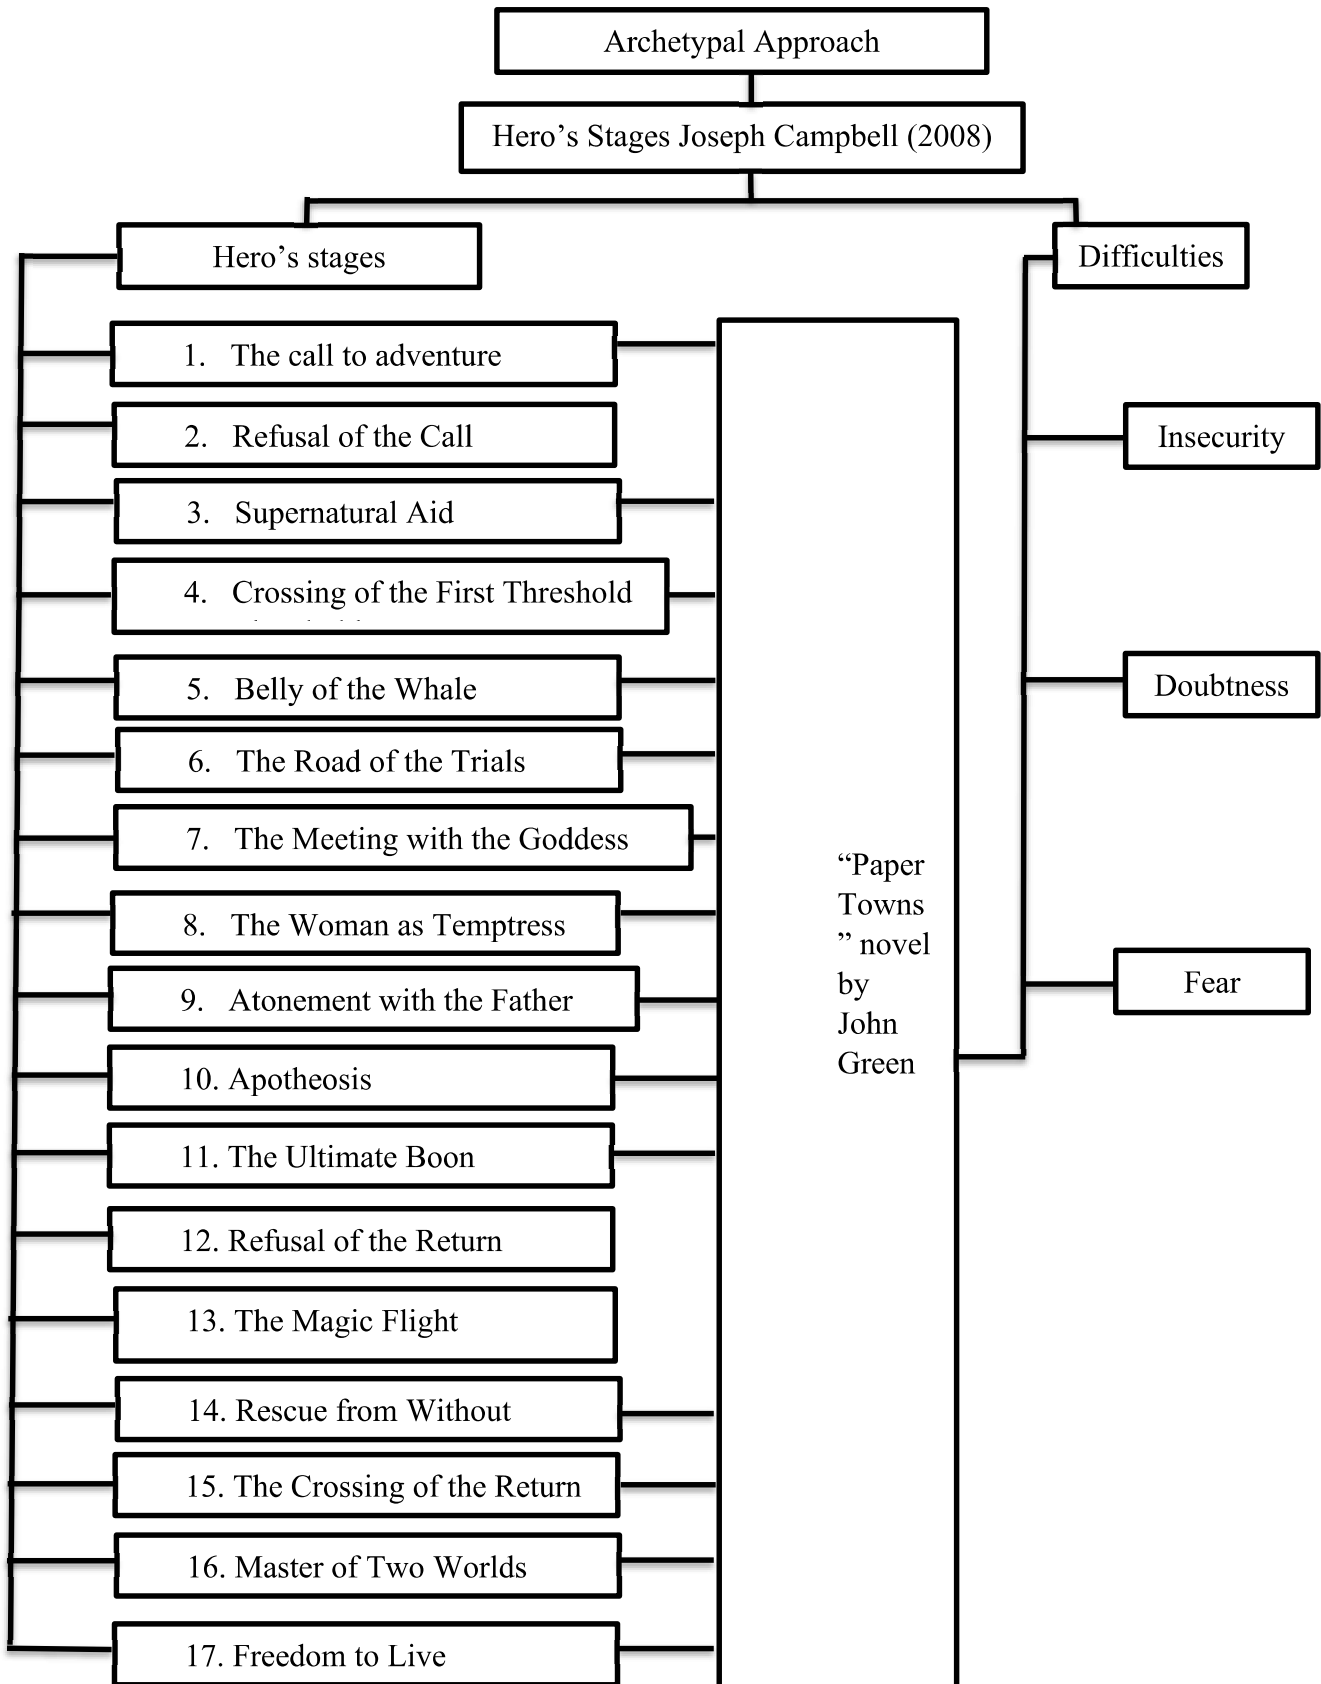 Archetypal Approach
Hero’s Stages Joseph Campbell (2008)
Hero’s stages
Difficulties
1. The call to adventure
2. Refusal of the Call
3. Supernatural Aid
4. Crossing of the First Threshold
5. Belly of the Whale
6. The Road of the Trials
7. The Meeting with the Goddess
8. The Woman as Temptress
9. Atonement with the Father
10. Apotheosis
11. The Ultimate Boon
12. Refusal of the Return
13. The Magic Flight
14. Rescue from Without
15. The Crossing of the Return
16. Master of Two Worlds
17. Freedom to Live
“Paper
Towns
” novel
by
John
Green
Insecurity
Doubtness
Fear